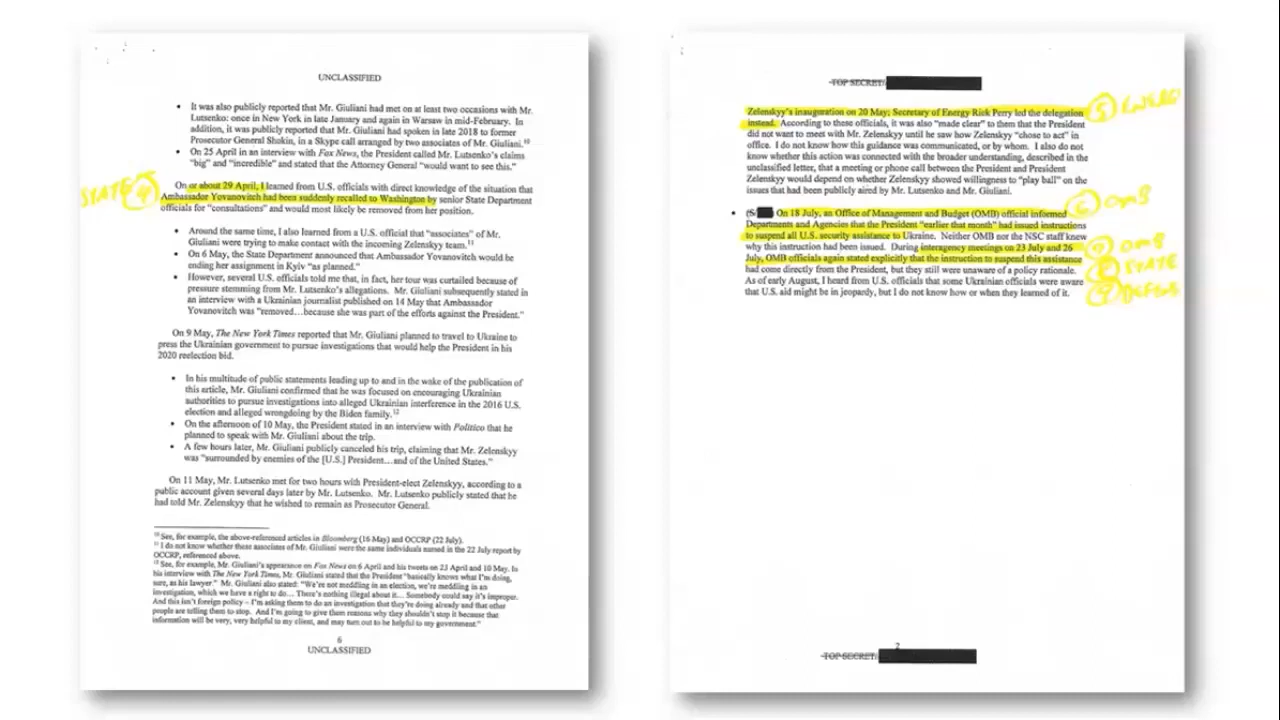 UNCLASSIFIED
• It was also publicly reported that Mr. Giuliani had met on at least two occasions with Mr.
Lutsenko: once in New York in late January and again in Warsaw in mid-February. In
addition, it was publicly reported that Mr. Giuliani had spoken in late 2018 to former
Prosecutor General Shokin, in a Skype call arranged by two associates of Mr. Giuliani.10
• On 25 April in an interview with Fox News, the President called Mr. Lutsenko's claims
"big" and "incredible" and stated that the Attorney General "would want to see this."
STATE 4
On or about 29 April, I learned from U.S. officials with direct knowledge of the situation that
Ambassador Yovanovitch had been suddenly recalled to Washington by senior State Department
officials for "consultations" and would most likely be removed from her position.
• Around the same time, I also learned from a U.S. official that "associates" of Mr.
Giuliani were trying to make contact with the incoming Zelenskyy team.11
• On 6 May, the State Department announced that Ambassador Yovanovitch would be
ending her assignment in Kyiv "as planned."
• However, several U.S. officials told me that, in fact, her tour was curtailed because of
pressure stemming from Mr. Lutsenko's allegations. Mr. Giuliani subsequently stated in
an interview with a Ukrainian journalist published on 14 May that Ambassador
Yovanovitch was "removed...because she was part of the efforts against the President."
On 9 May, The New York Times reported that Mr. Giuliani planned to travel to Ukraine to
press the Ukrainian government to pursue investigations that would help the President in his
2020 reelection bid.
• In his multitude of public statements leading up to and in the wake of the publication of
this article, Mr. Giuliani confirmed that he was focused on encouraging Ukrainian
authorities to pursue investigations into alleged Ukrainian interference in the 2016 U.S.
election and alleged wrongdoing by the Biden family.12
• On the afternoon of 10 May, the President stated in an interview with Politico that he
planned to speak with Mr. Giuliani about the trip.
• A few hours later, Mr. Giuliani publicly canceled his trip, claiming that Mr. Zelenskyy
was "surrounded by enemies of the [U.S.] President...and of the United States."
On 11 May, Mr. Lutsenko met for two hours with President-elect Zelenskyy, according to a
public account given several days later by Mr. Lutsenko. Mr. Lutsenko publicly stated that he
had told Mr. Zelenskyy that he wished to remain as Prosecutor General.
10 See, for example, the above-referenced articles in Bloomberg (16 May) and OCCRP (22 July).
11 I do not know whether these associates of Mr. Giuliani were the same individuals named in the 22 July report by
OCCRP, referenced above.
12 See, for example, Mr. Giuliani's appearance on Fox News on 6 April and his tweets on 23 April and 10 May. In
his interview with The New York Times, Mr. Giuliani stated that the President "basically knows what I'm doing,
sure, as his lawyer." Mr. Giuliani also stated: "We're not meddling in an election, we're meddling in an
investigation, which we have a right to do... There's nothing illegal about it... Somebody could say it's improper.
And this isn't foreign policy – I'm asking them to do an investigation that they're doing already and that other
people are telling them to stop. And I'm going to give them reasons why they shouldn't stop it because that
information will be very, very helpful to my client, and may turn out to be helpful to my government."
6
UNCLASSIFIED
TOP SECRET
Zelenskyy's inauguration on 20 May; Secretary of Energy Rick Perry led the delegation
instead. According to these officials, it was also "made clear" to them that the President
did not want to meet with Mr. Zelenskyy until he saw how Zelenskyy "chose to act" in
office. I do not know how this guidance was communicated, or by whom. I also do not
know whether this action was connected with the broader understanding, described in the
unclassified letter, that a meeting or phone call between the President and President
Zelenskyy would depend on whether Zelenskyy showed willingness to "play ball" on the
issues that had been publicly aired by Mr. Lutsenko and Mr. Giuliani.
5
OMB
• (S/ On 18 July, an Office of Management and Budget (OMB) official informed
Departments and Agencies that the President "earlier that month" had issued instructions
to suspend all U.S. security assistance to Ukraine. Neither OMB nor the NSC staff knew
why this instruction had been issued. During interagency meetings on 23 July and 26
July, OMB officials again stated explicitly that the instruction to suspend this assistance
had come directly from the President, but they still were unaware of a policy rationale.
As of early August, I heard from U.S. officials that some Ukrainian officials were aware
that U.S. aid might be in jeopardy, but I do not know how or when they learned of it.
OMB
STATE
2
TOP SECRET